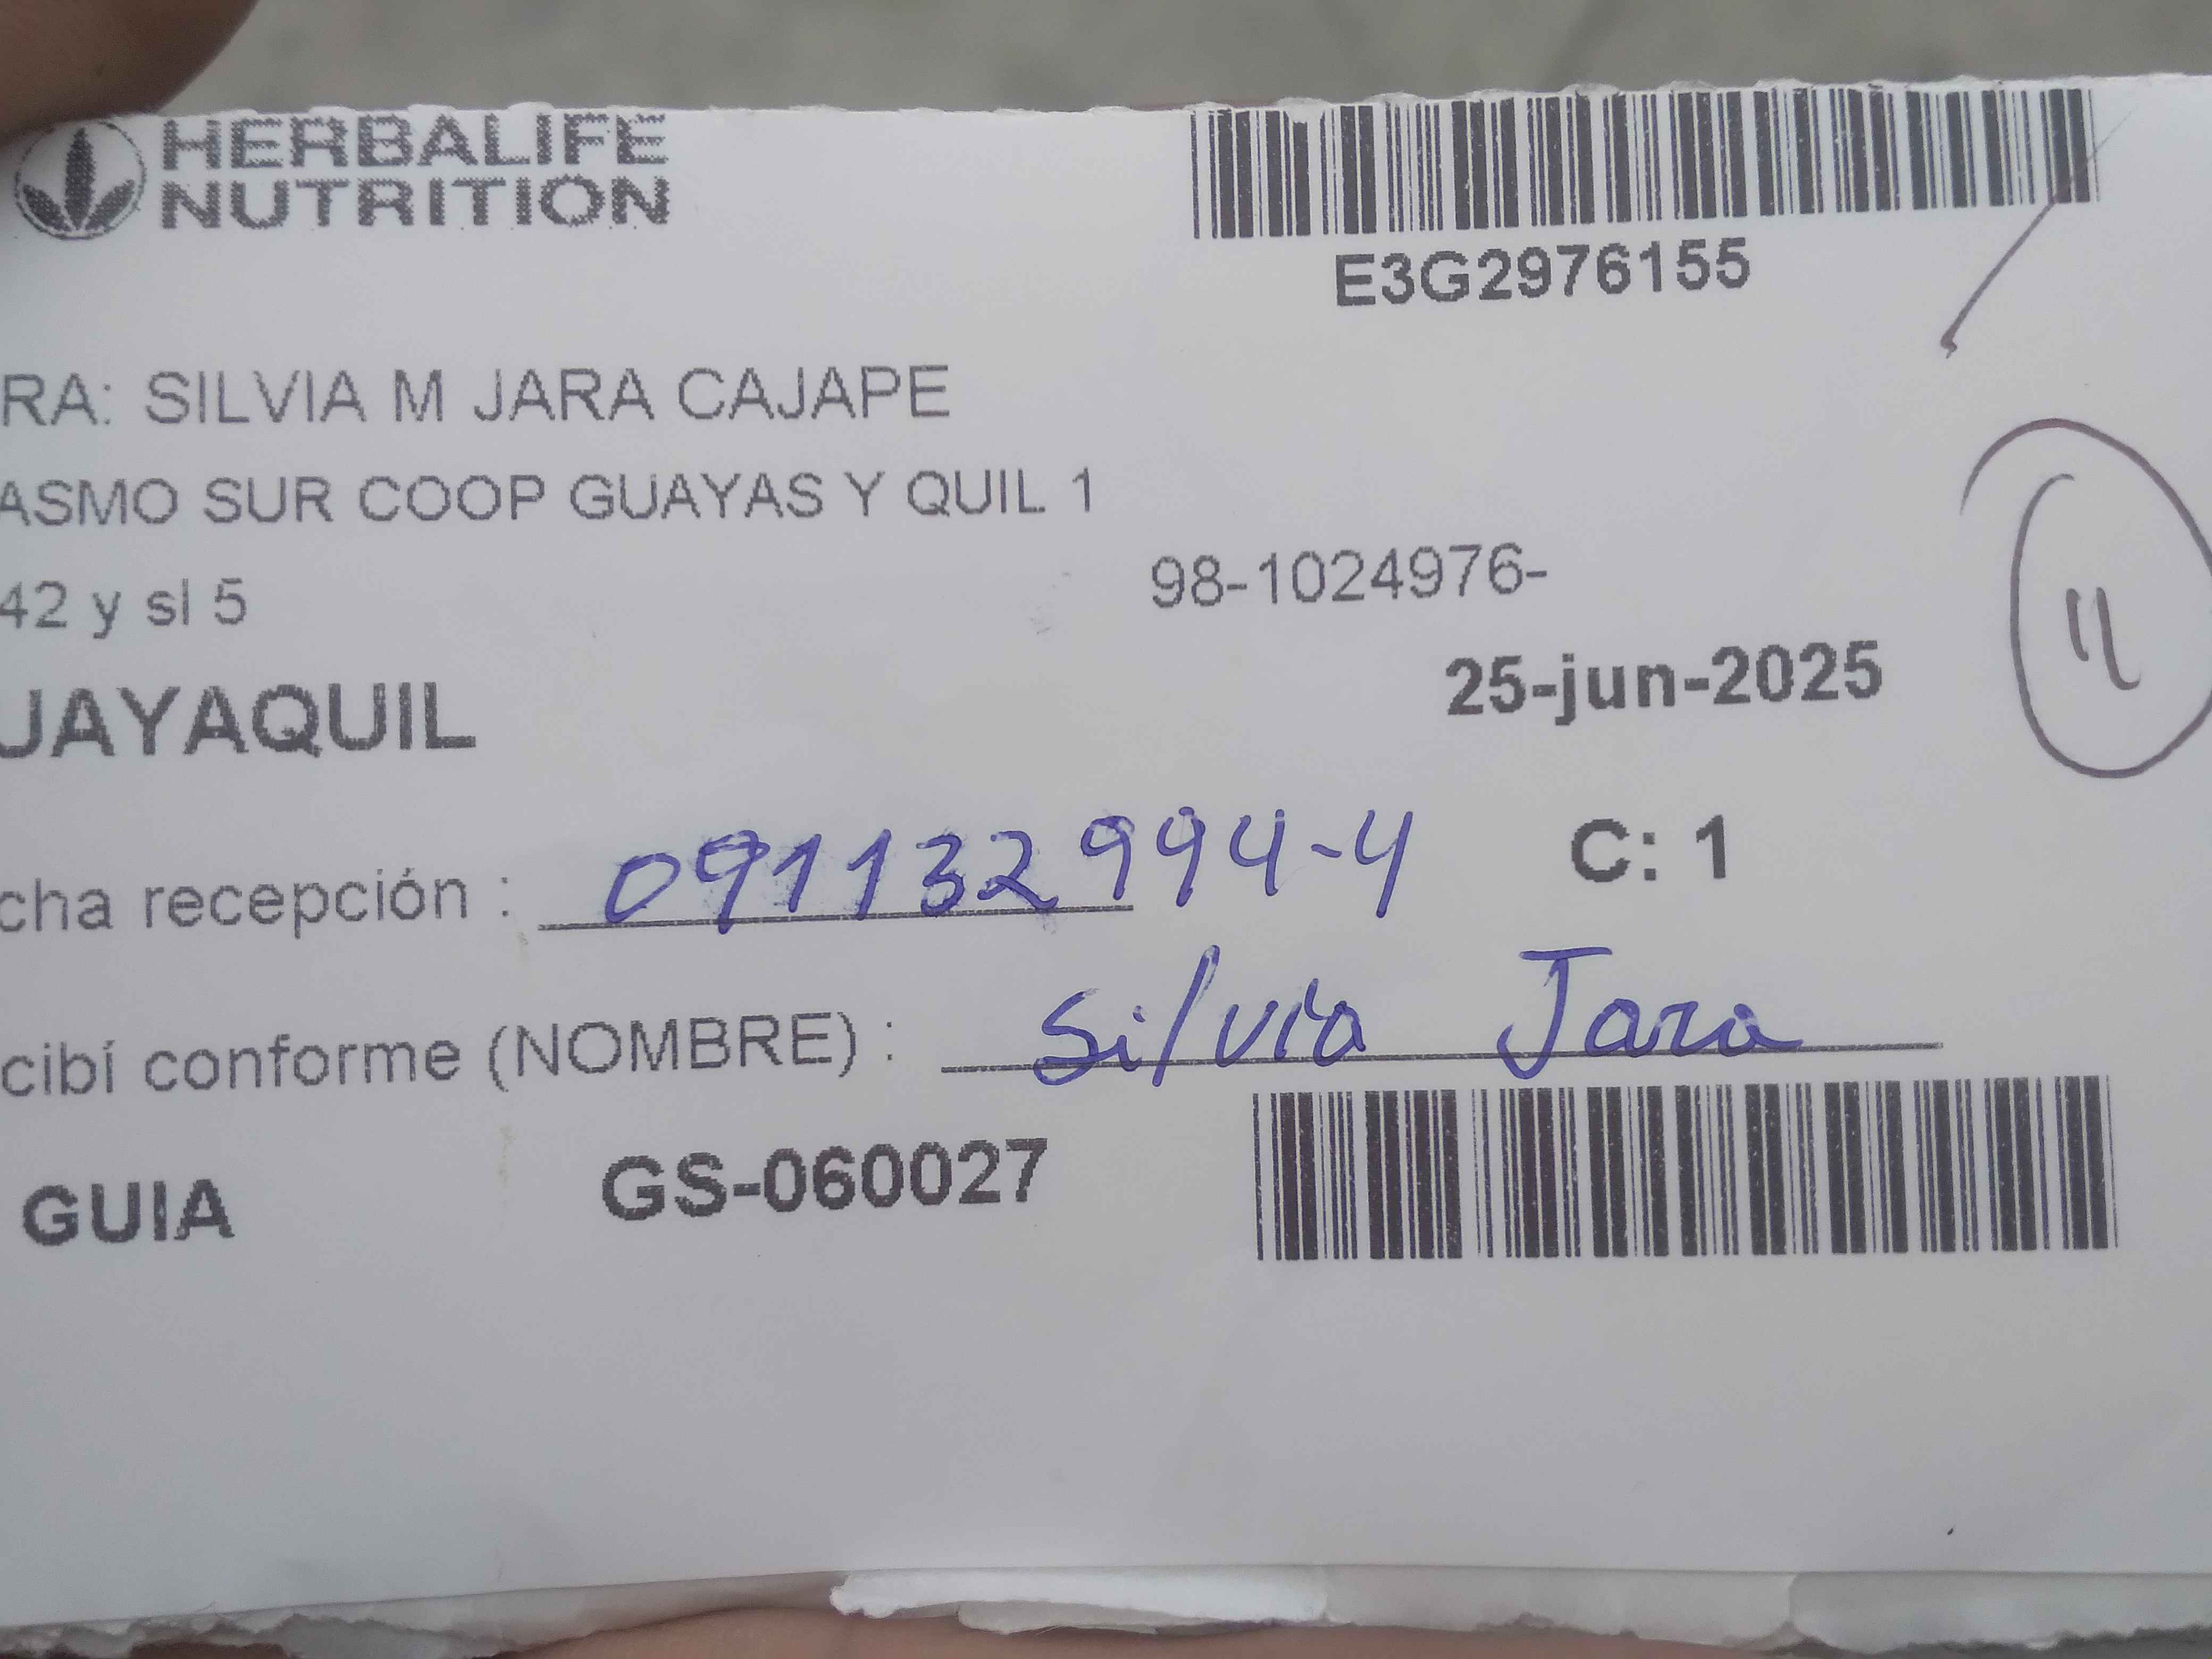 HERBALIFE
NUTRITION
E3G2976155
RA: SILVIA M JARA CAJAPE
ASMO SUR COOP GUAYAS Y QUIL 1
42 y sl 5
98-1024976-
UAYAQUIL
25-jun-2025
11
cha recepción : 091132994-4
C: 1
cibí conforme (NOMBRE) : Silvia Jara
GUIA GS-060027